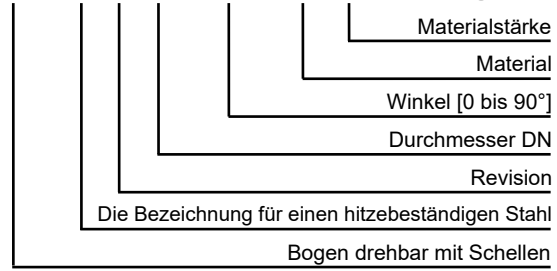 Materialstärke
Material
Winkel [0 bis 90°]
Durchmesser DN
Revision
Die Bezeichnung für einen hitzebeständigen Stahl
Bogen drehbar mit Schellen